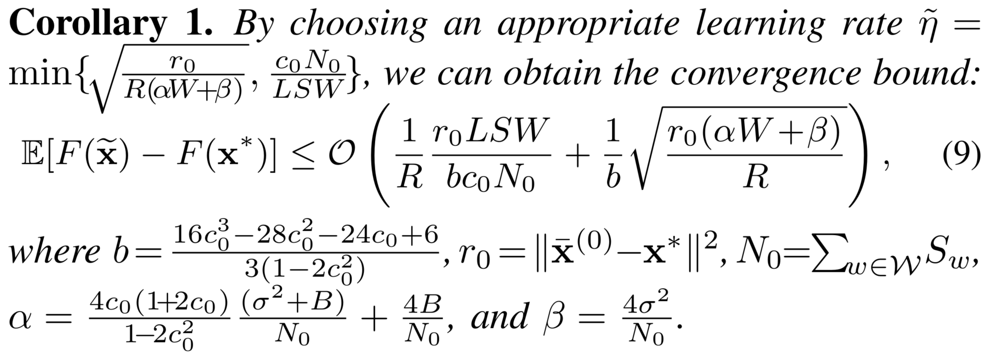 Corollary 1. By choosing an appropriate learning rate $\tilde{\eta} =$
$\min\{\sqrt{\frac{r_0}{R(\alpha W+\beta)}}, \frac{c_0 N_0}{LSW}\}$, we can obtain the convergence bound:
$\mathbb{E}[F(\widetilde{\mathbf{x}}) - F(\mathbf{x}^*)] \leq \mathcal{O}\left(\frac{1}{R}\frac{r_0 LSW}{bc_0 N_0} + \frac{1}{b}\sqrt{\frac{r_0(\alpha W+\beta)}{R}}\right),$ (9)
where $b = \frac{16c_0^3-28c_0^2-24c_0+6}{3(1-2c_0^2)}, r_0 = \|\bar{\mathbf{x}}^{(0)}-\mathbf{x}^*\|^2, N_0=\sum_{w\in\mathcal{W}} S_w,$
$\alpha = \frac{4c_0(1+2c_0)}{1-2c_0^2}\frac{(\sigma^2+B)}{N_0} + \frac{4B}{N_0}$, and $\beta = \frac{4\sigma^2}{N_0}$.